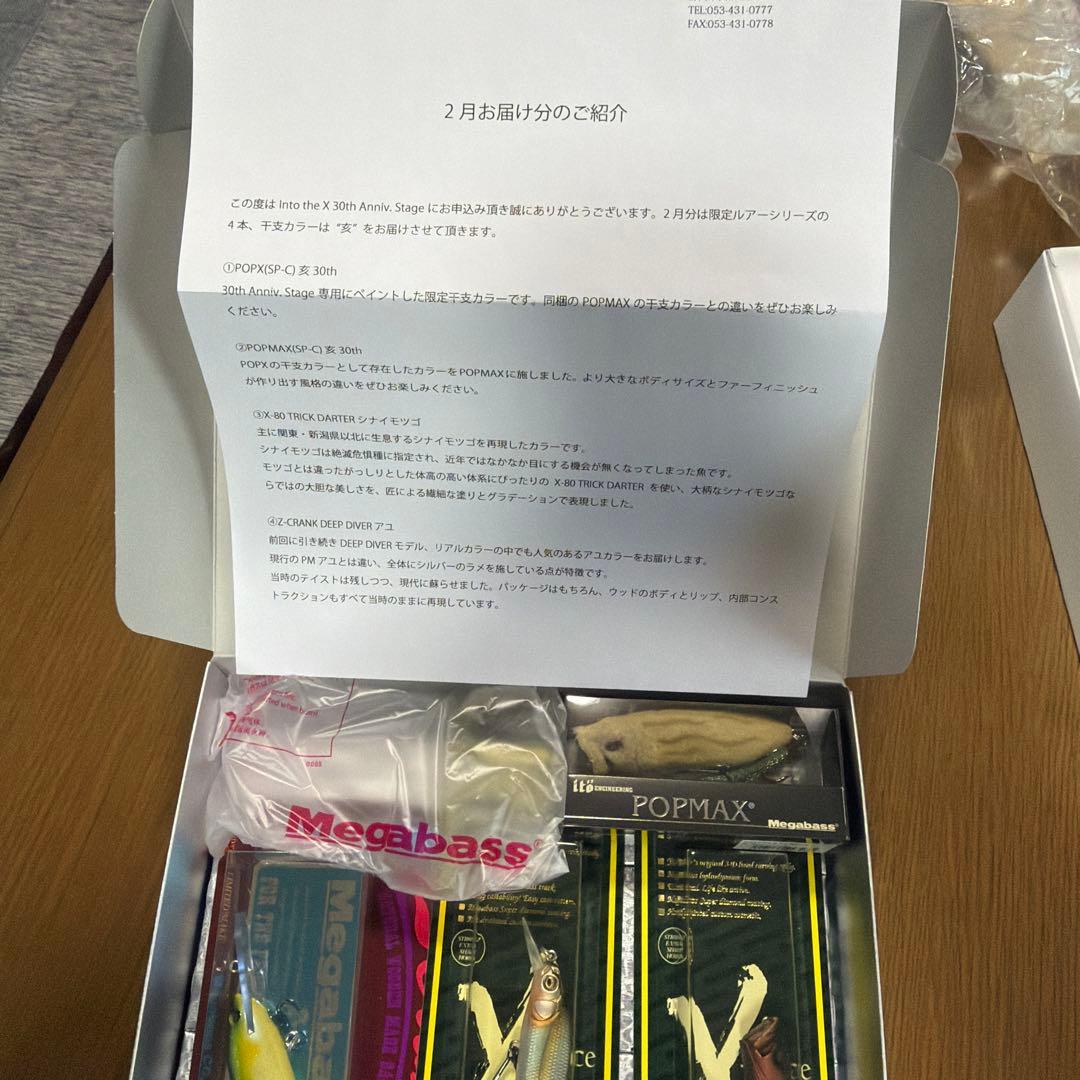 TEL:053-431-0777
FAX:053-431-0778
2月お届け分のご紹介
この度は Into the X 30th Anniv. Stage にお申込み頂き誠にありがとうございます。2月分は限定ルアーシリーズの
4本、干支カラーは “亥” をお届けさせて頂きます。
①POPX(SP-C) 亥 30th
30th Anniv. Stage 専用にペイントした限定干支カラーです。同梱の POPMAX の干支カラーとの違いをぜひお楽しみ
ください。
②POPMAX(SP-C) 亥 30th
POPXの干支カラーとして存在したカラーをPOPMAXに施しました。より大きなボディサイズとファーフィニッシュ
が作り出す風格の違いをぜひお楽しみください。
③X-80 TRICK DARTER シナイモツゴ
主に関東・新潟県以北に生息するシナイモツゴを再現したカラーです。
シナイモツゴは絶滅危惧種に指定され、近年ではなかなか目にする機会が無くなってしまった魚です。
モツゴとは違ったがっしりとした体高の高い体系にぴったりの X-80 TRICK DARTER を使い、大柄なシナイモツゴな
らではの大胆な美しさを、匠による繊細な塗りとグラデーションで表現しました。
④Z-CRANK DEEP DIVER アユ
前回に引き続き DEEP DIVER モデル、リアルカラーの中でも人気のあるアユカラーをお届けします。
現行の PM アユとは違い、全体にシルバーのラメを施している点が特徴です。
当時のテイストは残しつつ、現代に蘇らせました。パッケージはもちろん、ウッドのボディとリップ、内部コンス
トラクションもすべて当時のままに再現しています。
Megabass
itö ENGINEERING
POPMAX®
Megabass®
Megaba
FOR THE
X
ce
X
ce